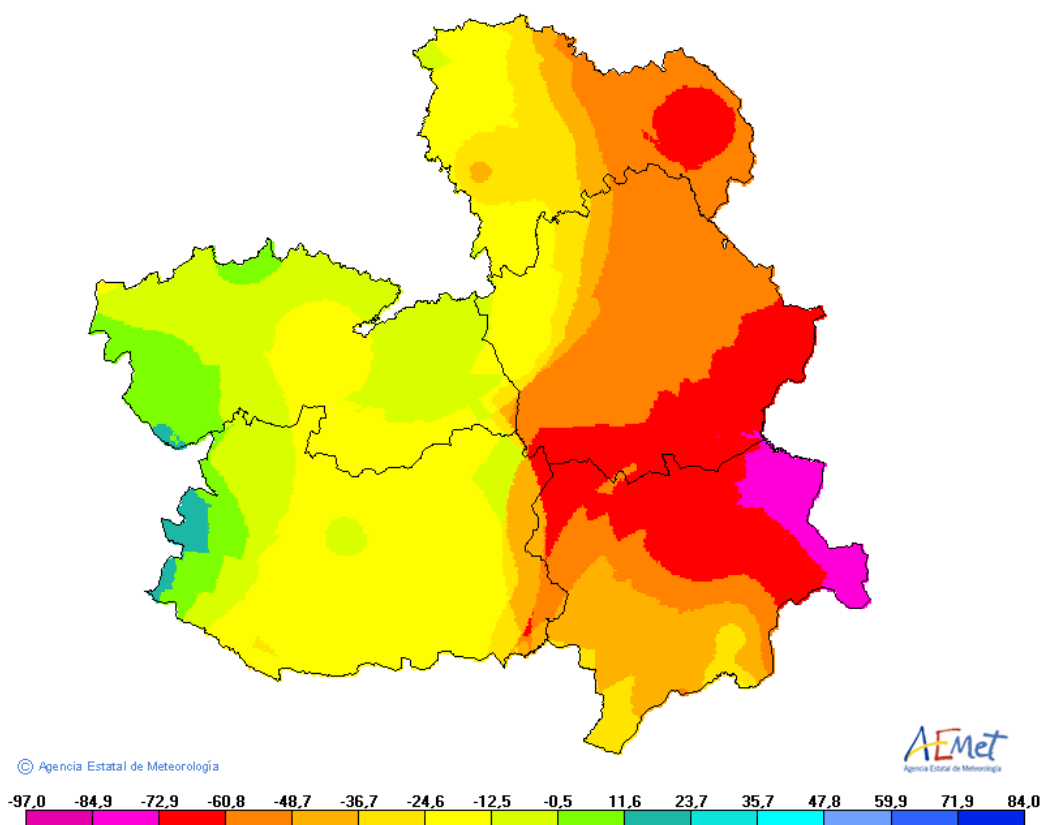 AEMet
Agencia Estatal de Meteorología
© Agencia Estatal de Meteorología
-97,0 -84,9 -72,9 -60,8 -48,7 -36,7 -24,6 -12,5 -0,5 11,6 23,7 35,7 47,8 59,9 71,9 84,0